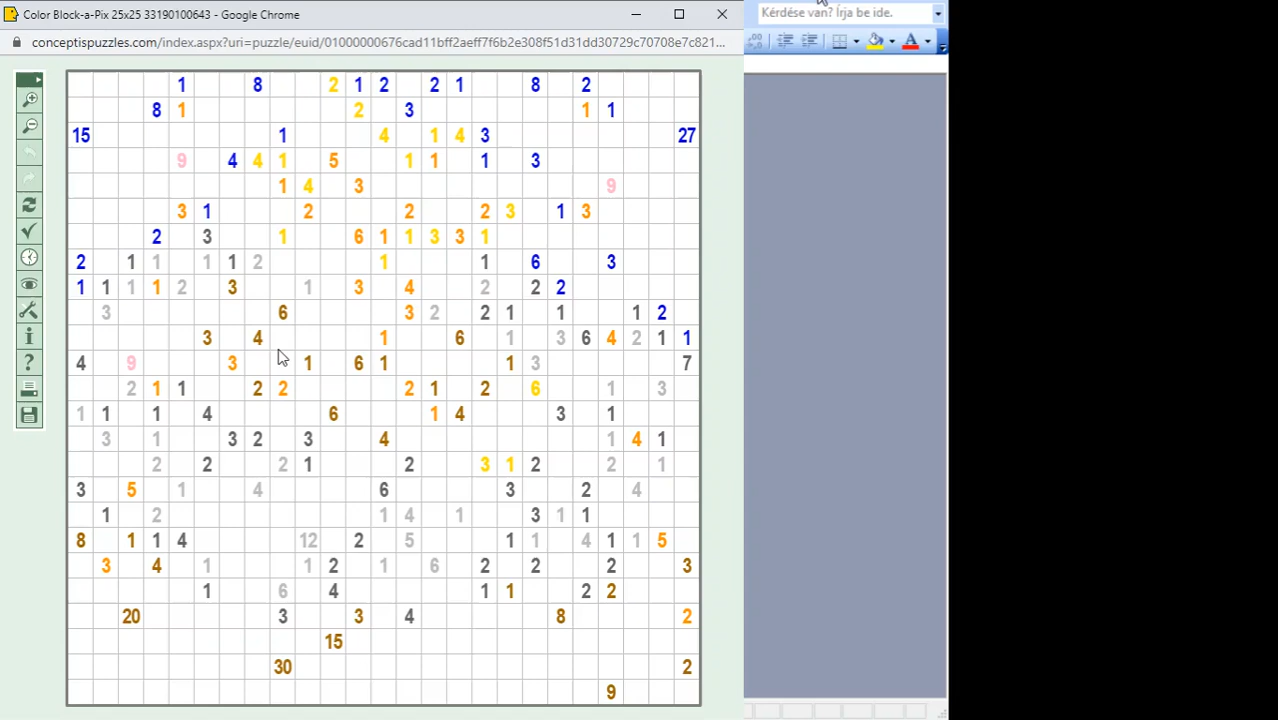 Color Block-a-Pix 25x25 33190100643 - Google Chrome
Kérdése van? Írja be ide.
conceptispuzzles.com/index.aspx?uri=puzzle/euid/01000000676cad11bff2aeff7f6b2e308f51d31dd30729c70708e7c821...
1 8 2 1 2 2 1 8 2
8 1 2 3 1 1
15 1 4 1 4 3 27
9 4 4 1 5 1 1 1 3
1 4 3 9
3 1 2 2 2 3 1 3
2 3 1 6 1 1 3 3 1
2 1 1 1 1 2 1 1 6 3
1 1 1 1 2 3 1 3 4 2 2 2
3 6 3 2 2 1 1 1 2
3 4 1 6 1 3 6 4 2 1 1
4 9 3 1 6 1 1 3 7
2 1 1 2 2 2 1 2 6 1 3
1 1 1 4 6 1 4 3 1
3 1 3 2 3 4 1 4 1
2 2 2 1 2 3 1 2 2 1
3 5 1 4 6 3 2 4
1 2 1 4 1 3 1 1
8 1 1 4 12 2 5 1 1 4 1 1 5
3 4 1 1 2 1 6 2 2 2 3
1 6 4 1 1 2 2
20 3 3 4 8 2
15
30 2
9